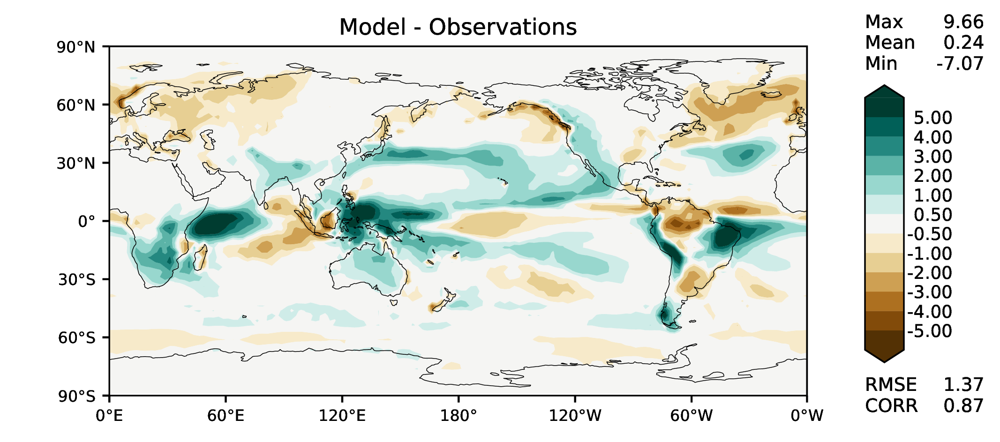 Model - Observations
Max 9.66
Mean 0.24
Min -7.07
90°N
60°N
30°N
0°
30°S
60°S
90°S
0°E 60°E 120°E 180° 120°W 60°W 0°W
5.00
4.00
3.00
2.00
1.00
0.50
-0.50
-1.00
-2.00
-3.00
-4.00
-5.00
RMSE 1.37
CORR 0.87